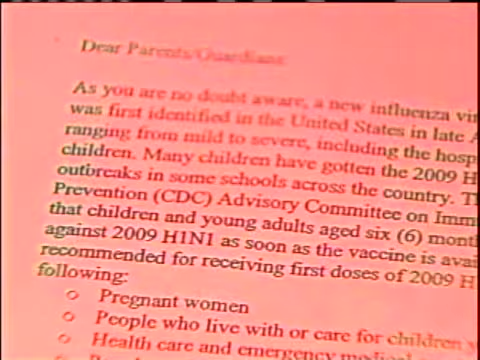 Dear Parents/Guardians
As you are no doubt aware, a new influenza vir
was first identified in the United States in late A
ranging from mild to severe, including the hosp
children. Many children have gotten the 2009 H
outbreaks in some schools across the country. T
Prevention (CDC) Advisory Committee on Imm
that children and young adults aged six (6) mont
against 2009 H1N1 as soon as the vaccine is avai
recommended for receiving first doses of 2009 H
following:
o Pregnant women
o People who live with or care for children
o Health care and emergency medical